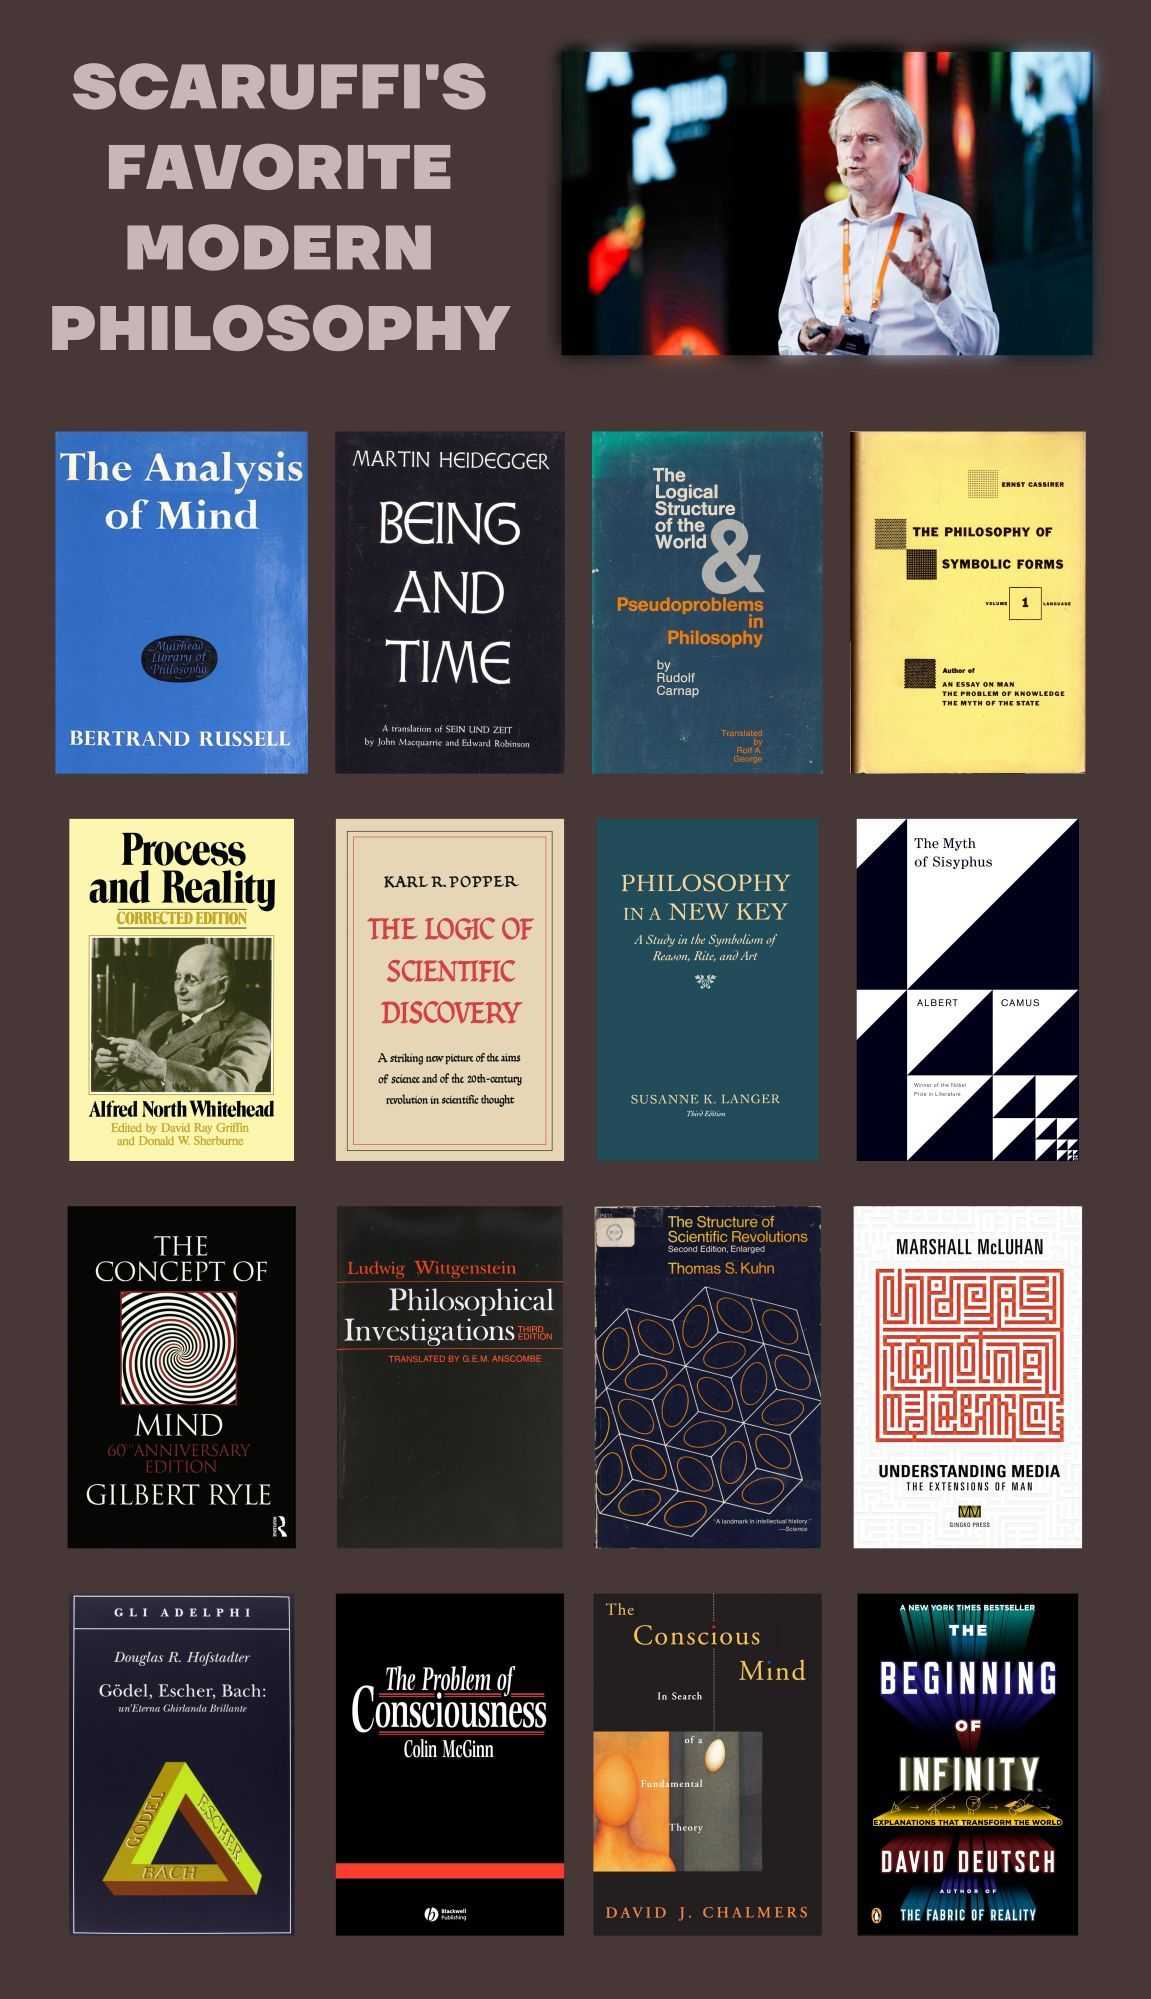 SCARUFFI'S
FAVORITE
MODERN
PHILOSOPHY
The Analysis
of Mind
Muirhead
Library of
Philosophy
BERTRAND RUSSELL
MARTIN HEIDEGGER
BEING
AND
TIME
A translation of SEIN UND ZEIT
by John Macquarrie and Edward Robinson
The
Logical
Structure
of the
World
&
Pseudoproblems
in
Philosophy
by
Rudolf
Carnap
Translated
by
Rolf A.
George
ERNST CASSIRER
THE PHILOSOPHY OF
SYMBOLIC FORMS
VOLUME 1 LANGUAGE
Author of
AN ESSAY ON MAN
THE PROBLEM OF KNOWLEDGE
THE MYTH OF THE STATE
Process
and Reality
CORRECTED EDITION
Alfred North Whitehead
Edited by David Ray Griffin
and Donald W. Sherburne
KARL R. POPPER
THE LOGIC OF
SCIENTIFIC
DISCOVERY
A striking new picture of the aims
of science and of the 20th-century
revolution in scientific thought
PHILOSOPHY
IN A NEW KEY
A Study in the Symbolism of
Reason, Rite, and Art
SUSANNE K. LANGER
Third Edition
The Myth
of Sisyphus
ALBERT CAMUS
Winner of the Nobel
Prize in Literature
THE
CONCEPT OF
MIND
60TH ANNIVERSARY
EDITION
GILBERT RYLE
R
Ludwig Wittgenstein
Philosophical
Investigations THIRD
EDITION
TRANSLATED BY G.E.M. ANSCOMBE
The Structure of
Scientific Revolutions
Second Edition, Enlarged
Thomas S. Kuhn
"A landmark in intellectual history."
—Science
MARSHALL McLUHAN
UNDERSTANDING MEDIA
THE EXTENSIONS OF MAN
GINGKO PRESS
GLI ADELPHI
Douglas R. Hofstadter
Gödel, Escher, Bach:
un'Eterna Ghirlanda Brillante
GÖDEL
ESCHER
BACH
The Problem of
Consciousness
Colin McGinn
Blackwell
Publishing
The
Conscious
Mind
In Search
of a
Fundamental
Theory
DAVID J. CHALMERS
A NEW YORK TIMES BESTSELLER
THE
BEGINNING
OF
INFINITY
EXPLANATIONS THAT TRANSFORM THE WORLD
DAVID DEUTSCH
AUTHOR OF
THE FABRIC OF REALITY